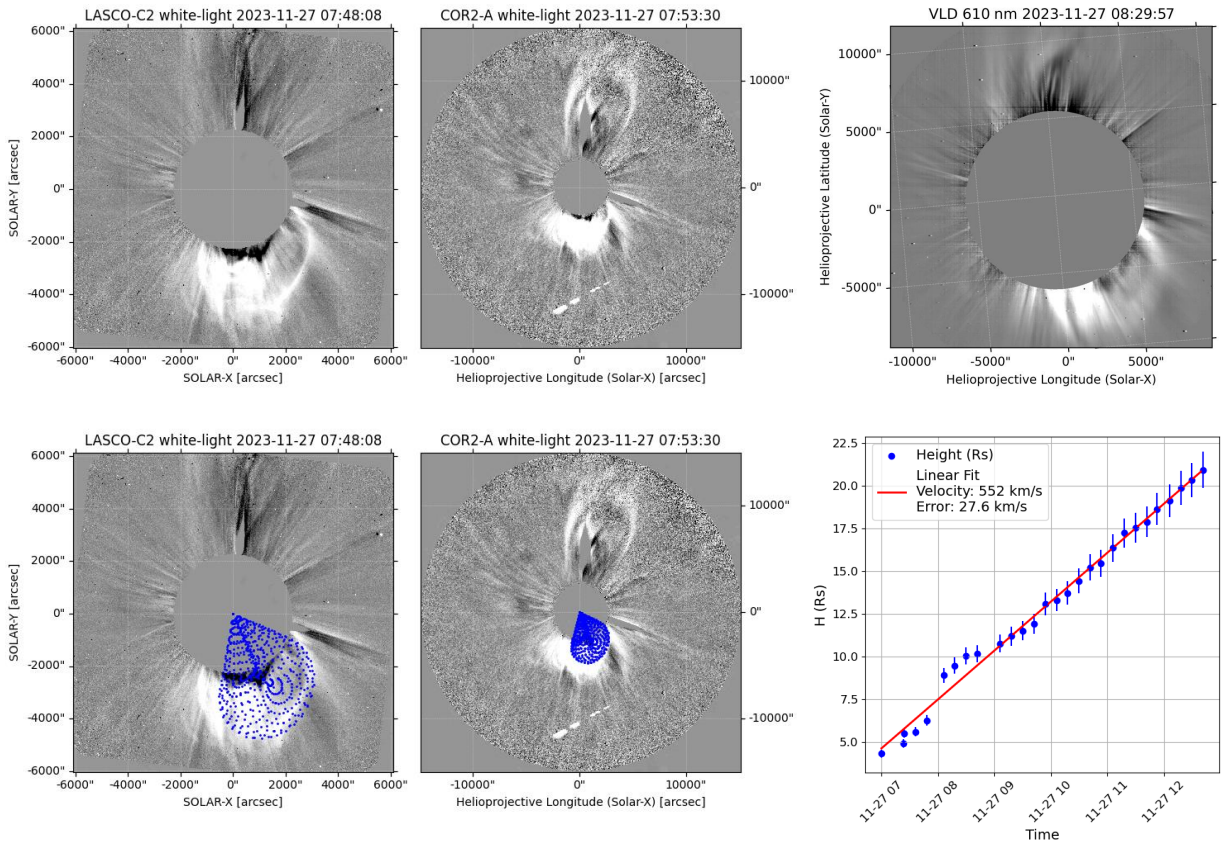 LASCO-C2 white-light 2023-11-27 07:48:08
6000"
4000"
2000"
0"
-2000"
-4000"
-6000"
SOLAR-Y [arcsec]
-6000" -4000" -2000" 0" 2000" 4000" 6000"
SOLAR-X [arcsec]
COR2-A white-light 2023-11-27 07:53:30
10000"
0"
-10000"
-10000" 0" 10000"
Helioprojective Longitude (Solar-X) [arcsec]
VLD 610 nm 2023-11-27 08:29:57
10000"
5000"
0"
-5000"
Helioprojective Latitude (Solar-Y)
-10000" -5000" 0" 5000"
Helioprojective Longitude (Solar-X)
LASCO-C2 white-light 2023-11-27 07:48:08
6000"
4000"
2000"
0"
-2000"
-4000"
-6000"
SOLAR-Y [arcsec]
-6000" -4000" -2000" 0" 2000" 4000" 6000"
SOLAR-X [arcsec]
COR2-A white-light 2023-11-27 07:53:30
10000"
0"
-10000"
-10000" 0" 10000"
Helioprojective Longitude (Solar-X) [arcsec]
22.5
20.0
17.5
15.0
12.5
10.0
7.5
5.0
H (Rs)
Height (Rs)
Linear Fit
Velocity: 552 km/s
Error: 27.6 km/s
11-27 07 11-27 08 11-27 09 11-27 10 11-27 11 11-27 12
Time